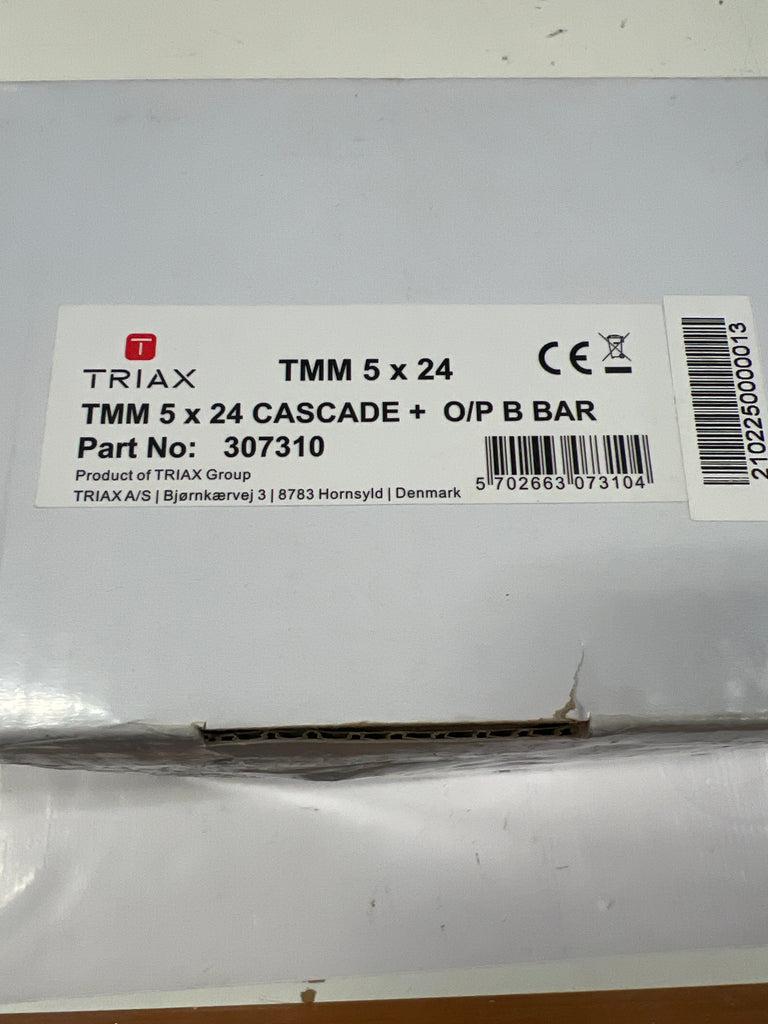 T
TRIAX
TMM 5 x 24
CE
TMM 5 x 24 CASCADE + O/P B BAR
Part No: 307310
Product of TRIAX Group
TRIAX A/S | Bjørnkærvej 3 | 8783 Hornsyld | Denmark
5 702663 073104
2102250000013